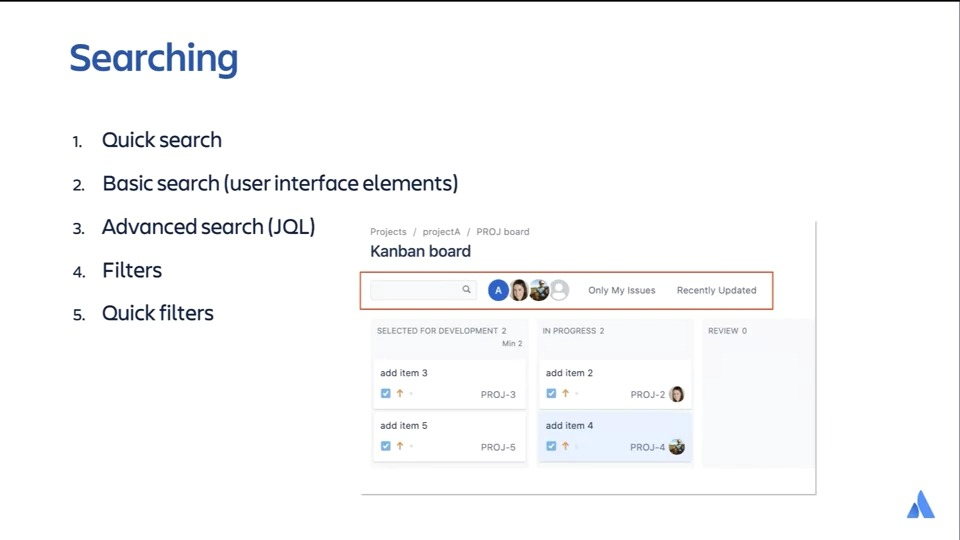 Searching
1. Quick search
2. Basic search (user interface elements)
3. Advanced search (JQL)
4. Filters
5. Quick filters
Projects / projectA / PROJ board
Kanban board
A Only My Issues Recently Updated
SELECTED FOR DEVELOPMENT 2 IN PROGRESS 2 REVIEW 0
Min 2
add item 3 add item 2
PROJ-3 PROJ-2
add item 5 add item 4
PROJ-5 PROJ-4